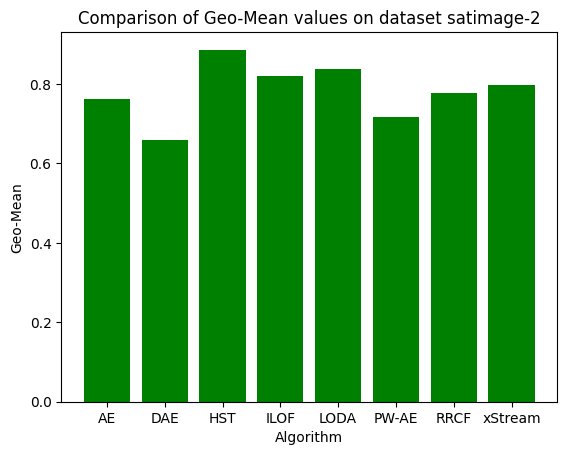 Comparison of Geo-Mean values on dataset satimage-2
Geo-Mean
0.8
0.6
0.4
0.2
0.0
AE DAE HST ILOF LODA PW-AE RRCF xStream
Algorithm